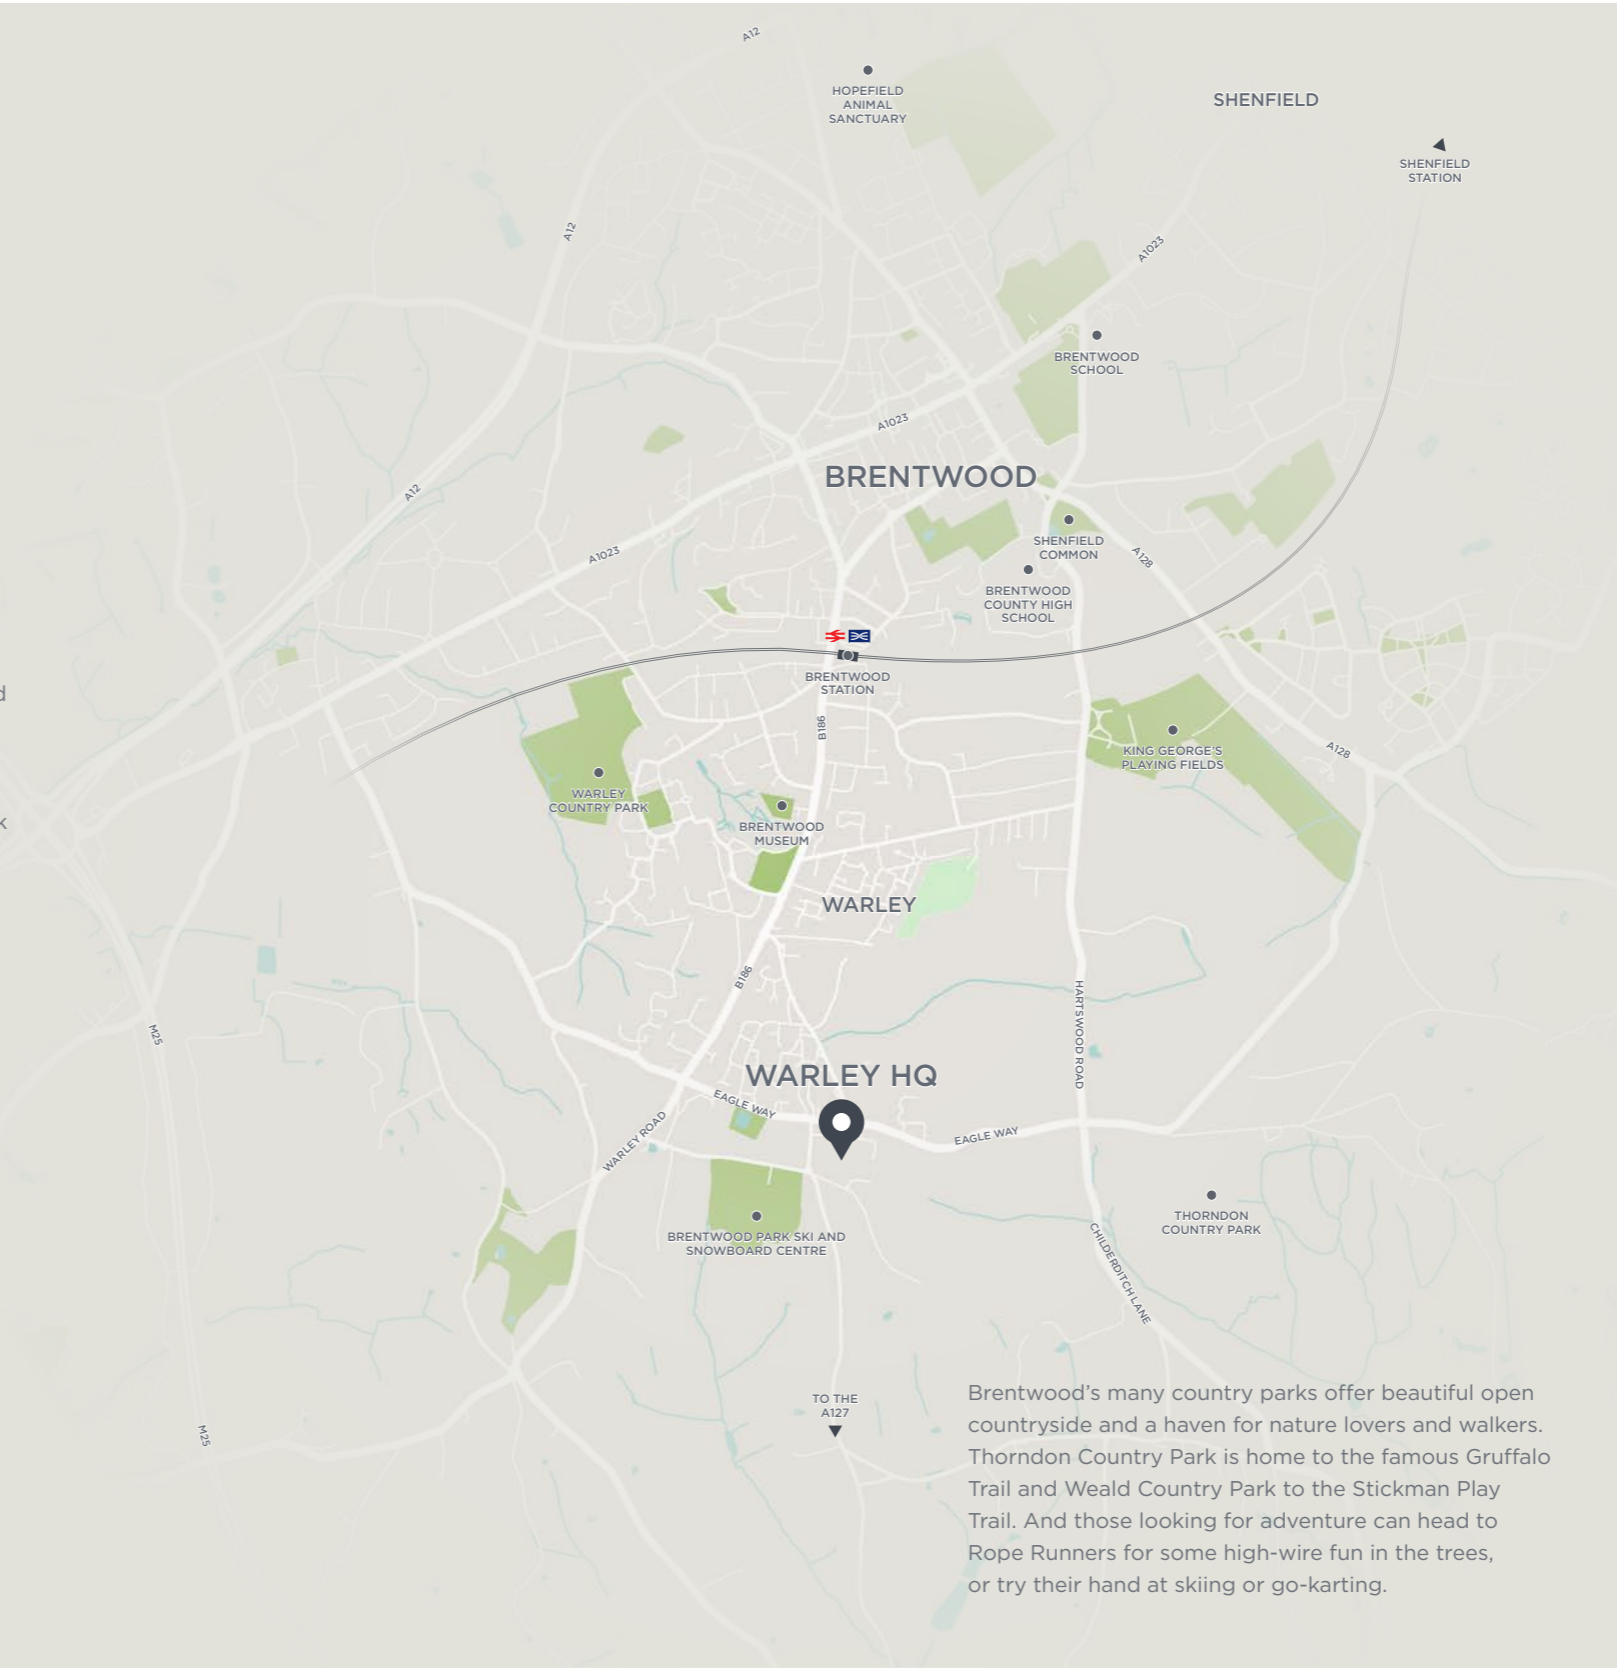 A12
HOPEFIELD
ANIMAL
SANCTUARY
SHENFIELD
SHENFIELD
STATION
A12
A1023
BRENTWOOD
SCHOOL
A1023
BRENTWOOD
A12
SHENFIELD
COMMON
A128
A1023
BRENTWOOD
COUNTY HIGH
SCHOOL
BRENTWOOD
STATION
d
B186
KING GEORGE'S
PLAYING FIELDS
A128
WARLEY
COUNTRY PARK
k
BRENTWOOD
MUSEUM
WARLEY
B186
M25
HARTSWOOD ROAD
WARLEY HQ
EAGLE WAY
WARLEY ROAD
EAGLE WAY
THORNDON
COUNTRY PARK
BRENTWOOD PARK SKI AND
SNOWBOARD CENTRE
CHILDERDITCH LANE
TO THE
A127
M25
Brentwood’s many country parks offer beautiful open
countryside and a haven for nature lovers and walkers.
Thorndon Country Park is home to the famous Gruffalo
Trail and Weald Country Park to the Stickman Play
Trail. And those looking for adventure can head to
Rope Runners for some high-wire fun in the trees,
or try their hand at skiing or go-karting.